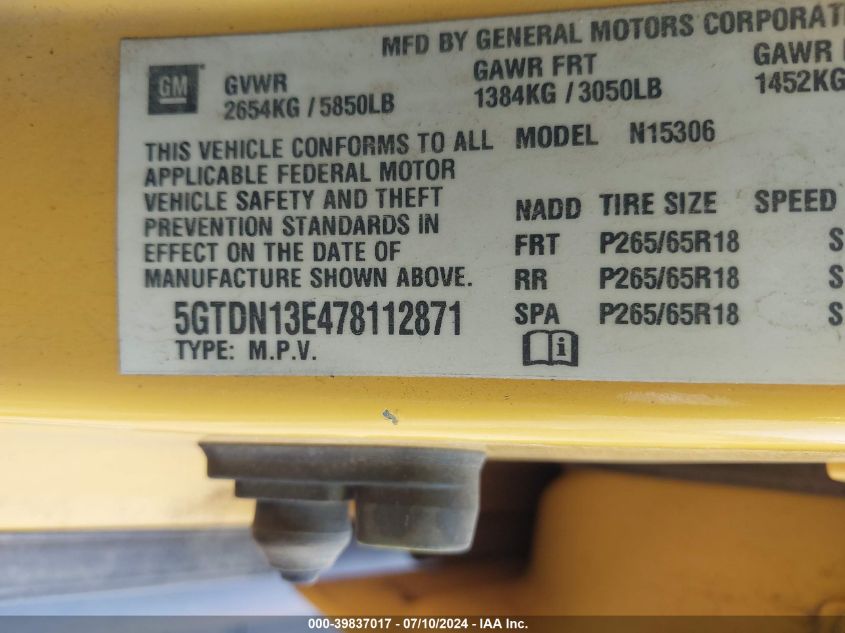 MFD BY GENERAL MOTORS
GM
GVWR GAWR FRT GAWR
2654KG / 5850LB 1384KG / 3050LB 1452KG
THIS VEHICLE CONFORMS TO ALL
APPLICABLE FEDERAL MOTOR
VEHICLE SAFETY AND THEFT
PREVENTION STANDARDS IN
EFFECT ON THE DATE OF
MANUFACTURE SHOWN ABOVE.
MODEL N15306
NADD TIRE SIZE SPEED
FRT P265/65R18 S
RR P265/65R18 S
SPA P265/65R18 S
5GTDN13E478112871
TYPE: M.P.V.
i
000-39837017 - 07/10/2024 - IAA Inc.